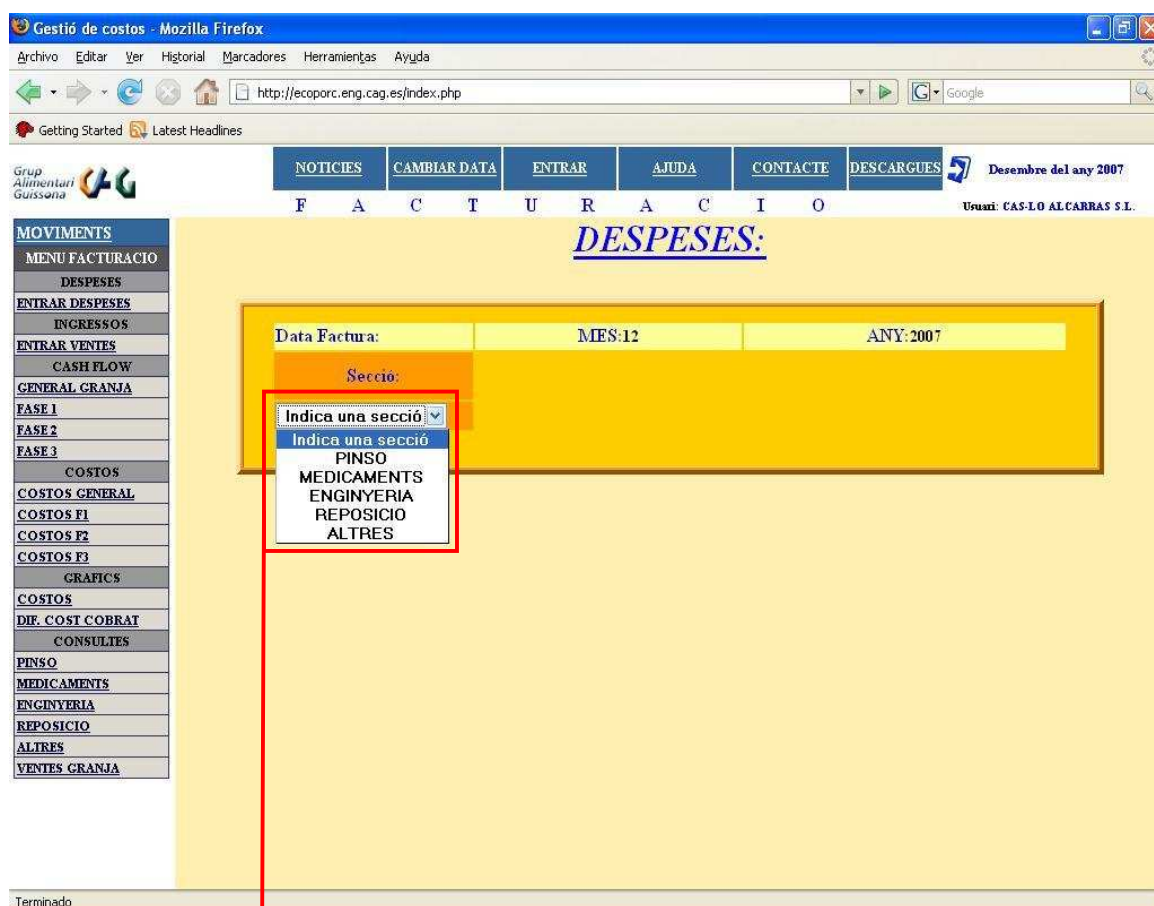 Gestió de costos - Mozilla Firefox
Archivo Editar Ver Historial Marcadores Herramientas Ayuda
http://ecoporc.eng.cag.es/index.php
G Google
Getting Started Latest Headlines
Grup
Alimentari
Guissona
CAG
NOTICIES CAMBIAR DATA ENTRAR AJUDA CONTACTE DESCARGUES
Desembre del any 2007
F A C T U R A C I O
Usuari: CAS-LO ALCARRAS S.L.
MOVIMENTS
MENU FACTURACIO
DESPESES
ENTRAR DESPESES
INGRESSOS
ENTRAR VENTES
CASH FLOW
GENERAL GRANJA
FASE 1
FASE 2
FASE 3
COSTOS
COSTOS GENERAL
COSTOS F1
COSTOS F2
COSTOS F3
GRAFICS
COSTOS
DIF. COST COBRAT
CONSULTES
PINSO
MEDICAMENTS
ENGINYERIA
REPOSICIO
ALTRES
VENTES GRANJA
DESPESES:
Data Factura: MES:12 ANY:2007
Secció:
Indica una secció
Indica una secció
PINSO
MEDICAMENTS
ENGINYERIA
REPOSICIO
ALTRES
Terminado